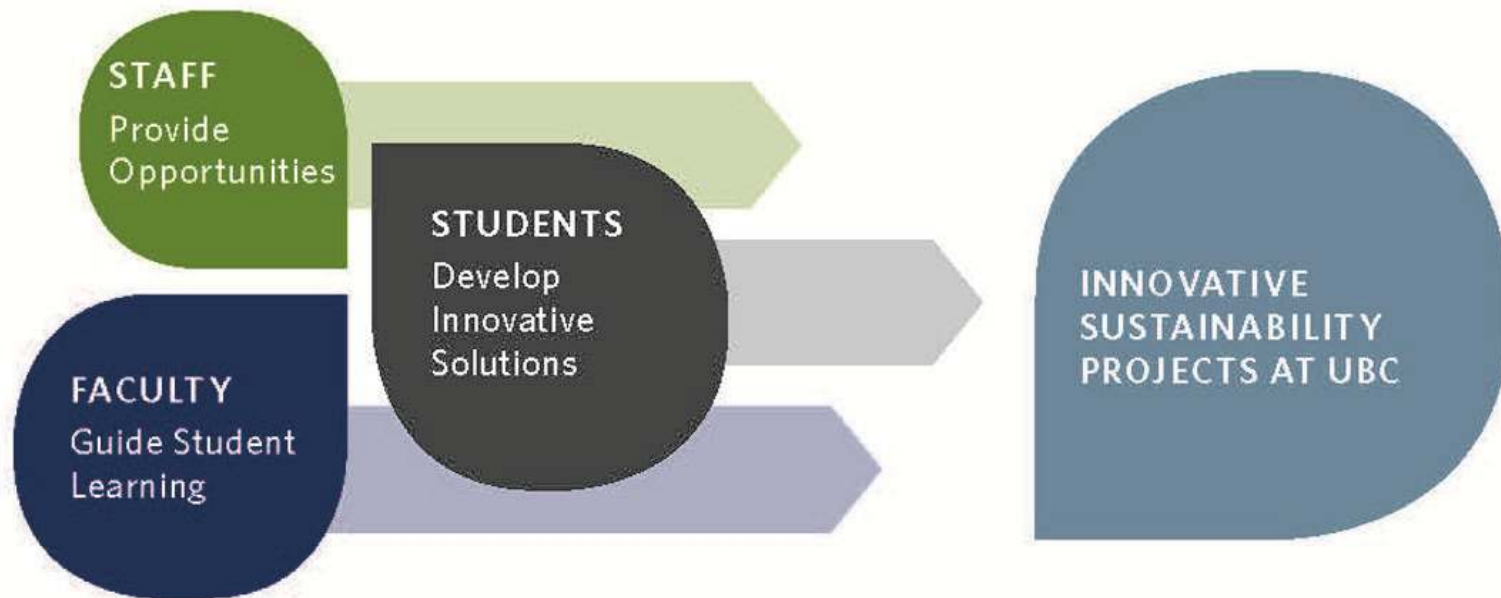 STAFF
Provide
Opportunities
STUDENTS
Develop
Innovative
Solutions
FACULTY
Guide Student
Learning
INNOVATIVE
SUSTAINABILITY
PROJECTS AT UBC